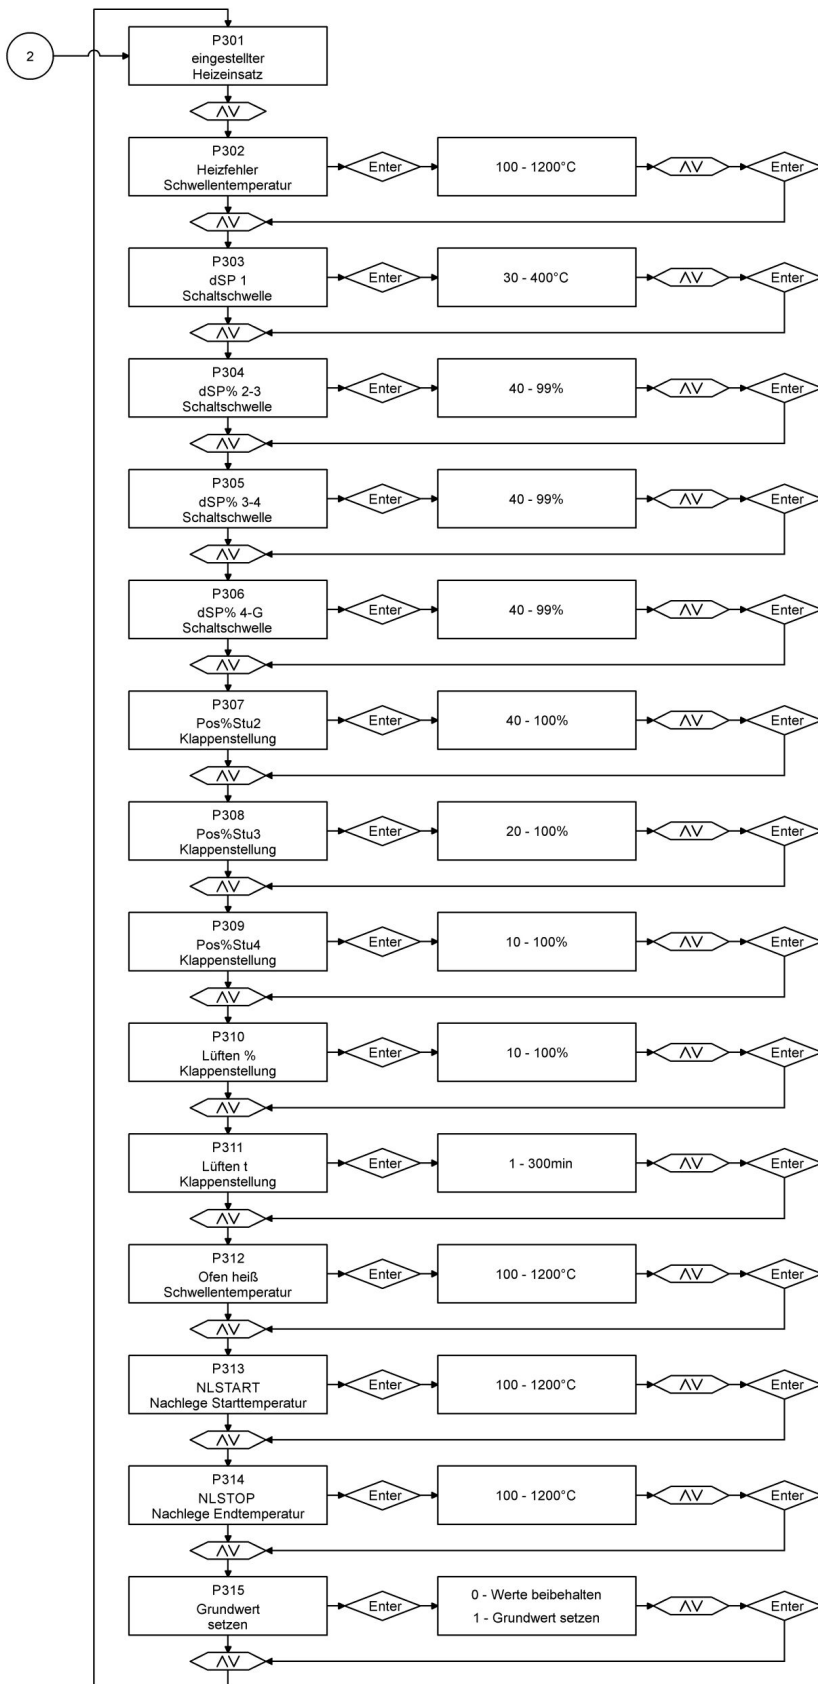 2
P301
eingestellter
Heizeinsatz
ΛV
P302
Heizfehler
Schwellentemperatur
Enter
100 - 1200°C
ΛV
Enter
ΛV
P303
dSP 1
Schaltschwelle
Enter
30 - 400°C
ΛV
Enter
ΛV
P304
dSP% 2-3
Schaltschwelle
Enter
40 - 99%
ΛV
Enter
ΛV
P305
dSP% 3-4
Schaltschwelle
Enter
40 - 99%
ΛV
Enter
ΛV
P306
dSP% 4-G
Schaltschwelle
Enter
40 - 99%
ΛV
Enter
ΛV
P307
Pos%Stu2
Klappenstellung
Enter
40 - 100%
ΛV
Enter
ΛV
P308
Pos%Stu3
Klappenstellung
Enter
20 - 100%
ΛV
Enter
ΛV
P309
Pos%Stu4
Klappenstellung
Enter
10 - 100%
ΛV
Enter
ΛV
P310
Lüften %
Klappenstellung
Enter
10 - 100%
ΛV
Enter
ΛV
P311
Lüften t
Klappenstellung
Enter
1 - 300min
ΛV
Enter
ΛV
P312
Ofen heiß
Schwellentemperatur
Enter
100 - 1200°C
ΛV
Enter
ΛV
P313
NLSTART
Nachlege Starttemperatur
Enter
100 - 1200°C
ΛV
Enter
ΛV
P314
NLSTOP
Nachlege Endtemperatur
Enter
100 - 1200°C
ΛV
Enter
ΛV
P315
Grundwert
setzen
Enter
0 - Werte beibehalten
1 - Grundwert setzen
ΛV
Enter
ΛV